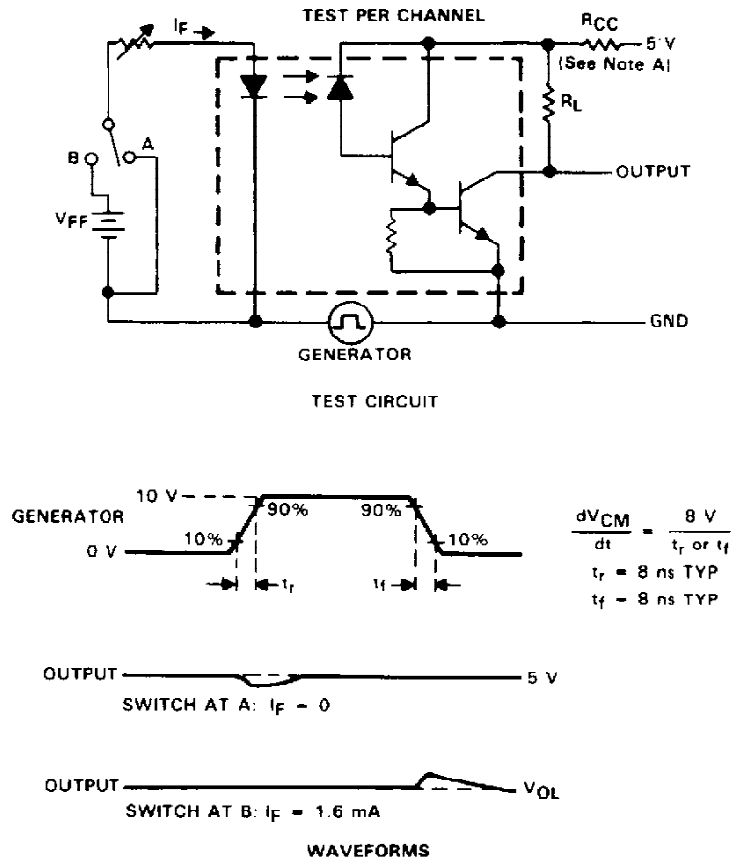 TEST PER CHANNEL
IF
RCC
5 V
(See Note A)
RL
B
A
VFF
OUTPUT
GND
GENERATOR
TEST CIRCUIT
GENERATOR
10 V
0 V
10%
90%
90%
10%
tr
tf
dVCM
dt
=
8 V
tr or tf
tr = 8 ns TYP
tf = 8 ns TYP
OUTPUT
5 V
SWITCH AT A: IF = 0
OUTPUT
VOL
SWITCH AT B: IF = 1.6 mA
WAVEFORMS